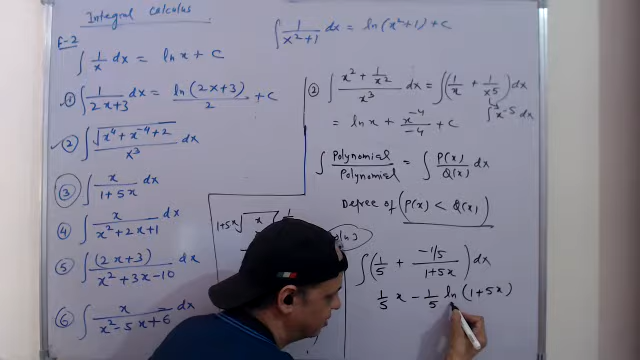 Integral Calculus
∫ 1/(x²+1) dx = ln(x²+1) + c
E-2
∫ 1/x dx = ln x + c
① ∫ 1/(2x+3) dx = ln(2x+3)/2 + c
② ∫ √(x⁴ + x⁻⁴ + 2)/x³ dx
③ ∫ x/(1+5x) dx
④ ∫ x/(x²+2x+1) dx
⑤ ∫ (2x+3)/(x²+3x-10) dx
⑥ ∫ x/(x²-5x+6) dx
② ∫ (x² + 1/x²)/x³ dx = ∫(1/x + 1/x⁵) dx
∫ x⁻⁵ dx
= ln x + x⁻⁴/-4 + c
∫ Polynomial/Polynomial = ∫ P(x)/Q(x) dx
Degree of (P(x) < Q(x))
1+5x √ x
∫(1/5 + (-1/5)/(1+5x)) dx
1/5 x - 1/5 ln (1+5x)